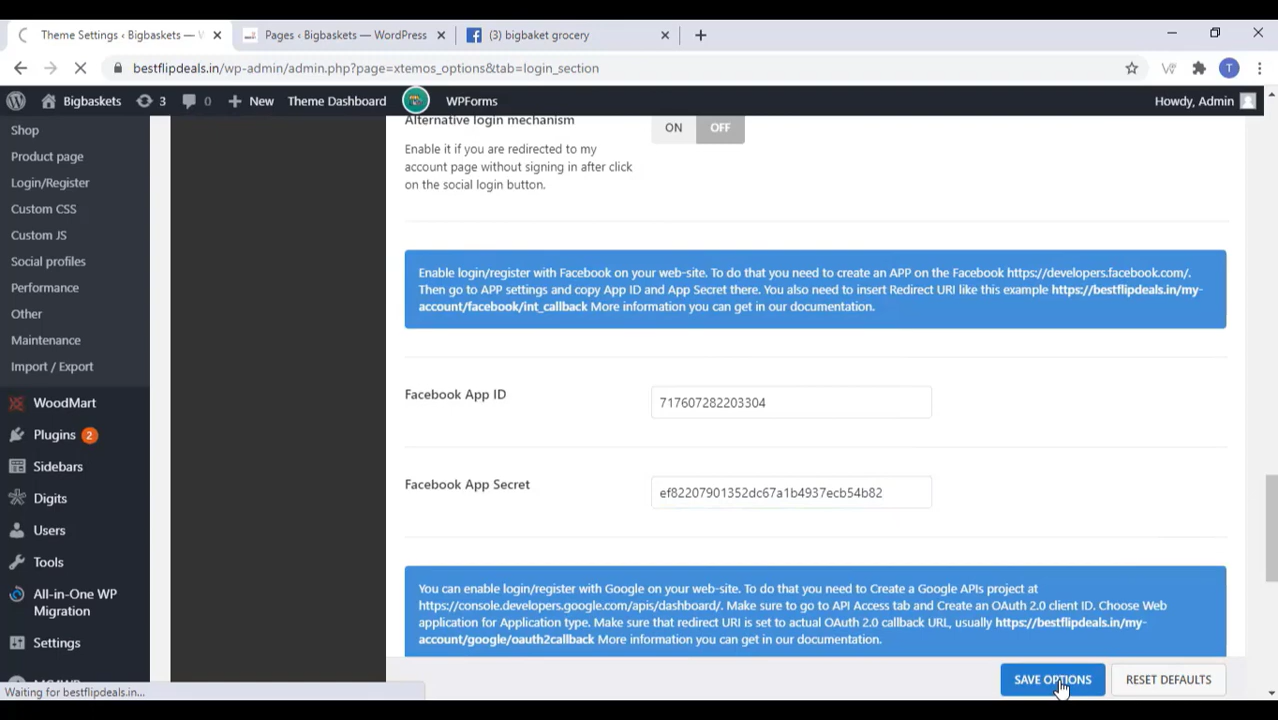 Theme Settings ‹ Bigbaskets — W
Pages ‹ Bigbaskets — WordPress
(3) bigbaket grocery
bestflipdeals.in/wp-admin/admin.php?page=xtemos_options&tab=login_section
T
Bigbaskets
3
0
New
Theme Dashboard
WPForms
Howdy, Admin
Shop
Product page
Login/Register
Custom CSS
Custom JS
Social profiles
Performance
Other
Maintenance
Import / Export
WoodMart
Plugins 2
Sidebars
Digits
Users
Tools
All-in-One WP
Migration
Settings
Alternative login mechanism
ON
OFF
Enable it if you are redirected to my
account page without signing in after click
on the social login button.
Enable login/register with Facebook on your web-site. To do that you need to create an APP on the Facebook https://developers.facebook.com/.
Then go to APP settings and copy App ID and App Secret there. You also need to insert Redirect URI like this example https://bestflipdeals.in/my-
account/facebook/int_callback More information you can get in our documentation.
Facebook App ID
717607282203304
Facebook App Secret
ef82207901352dc67a1b4937ecb54b82
You can enable login/register with Google on your web-site. To do that you need to Create a Google APIs project at
https://console.developers.google.com/apis/dashboard/. Make sure to go to API Access tab and Create an OAuth 2.0 client ID. Choose Web
application for Application type. Make sure that redirect URI is set to actual OAuth 2.0 callback URL, usually https://bestflipdeals.in/my-
account/google/oauth2callback More information you can get in our documentation.
SAVE OPTIONS
RESET DEFAULTS
Waiting for bestflipdeals.in...